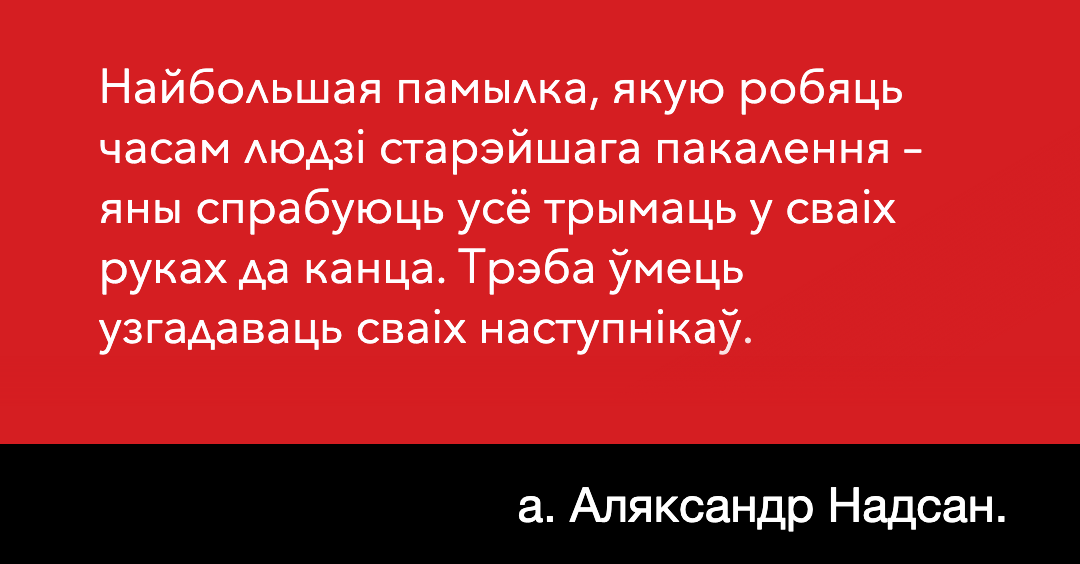 Найбольшая памылка, якую робяць
часам людзі старэйшага пакалення –
яны спрабуюць усё трымаць у сваіх
руках да канца. Трэба ўмець
узгадаваць сваіх наступнікаў.
а. Аляксандр Надсан.